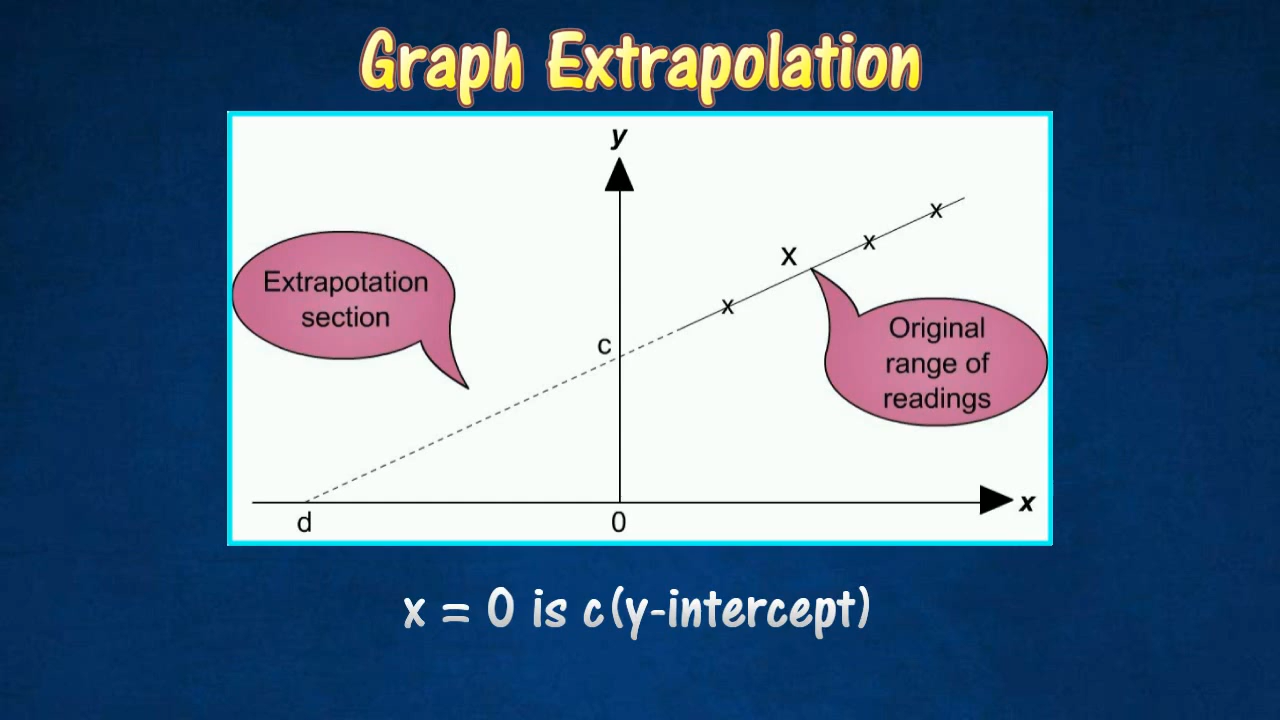 Graph Extrapolation
y
x
x
X
x
Extrapotation
section
Original
range of
readings
c
x
d
0
x = 0 is c(y-intercept)